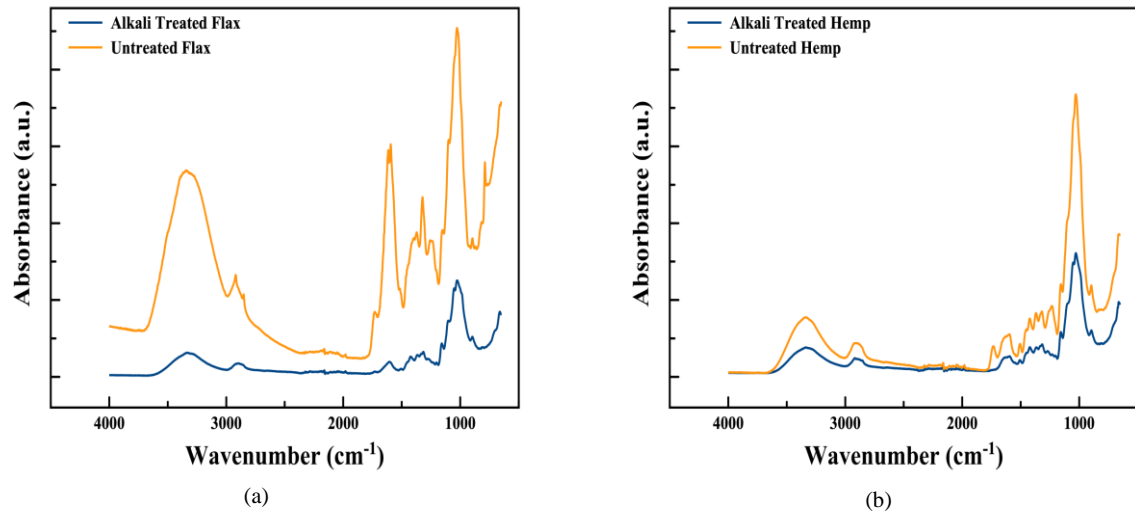 Alkali Treated Flax
Untreated Flax
Absorbance (a.u.)
4000 3000 2000 1000
Wavenumber (cm⁻¹)
(a)
Alkali Treated Hemp
Untreated Hemp
Absorbance (a.u.)
4000 3000 2000 1000
Wavenumber (cm⁻¹)
(b)